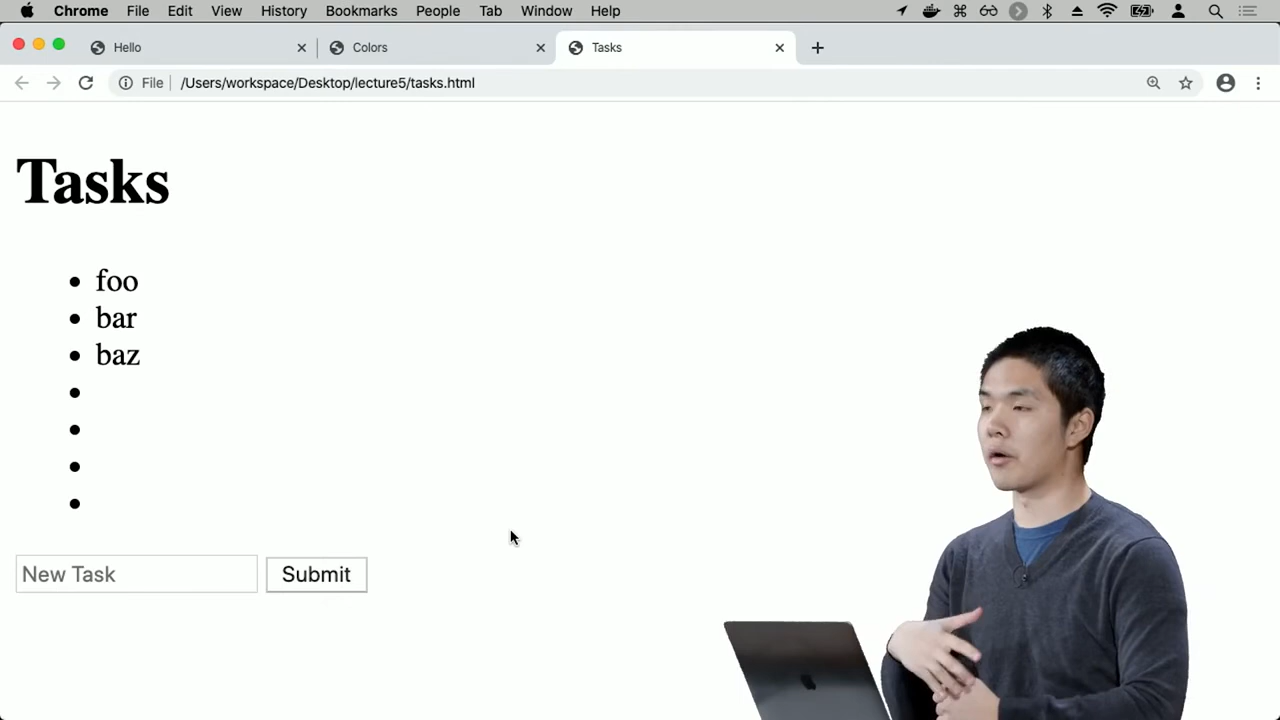 Chrome File Edit View History Bookmarks People Tab Window Help
Hello Colors Tasks
File /Users/workspace/Desktop/lecture5/tasks.html
Tasks
foo
bar
baz
New Task Submit